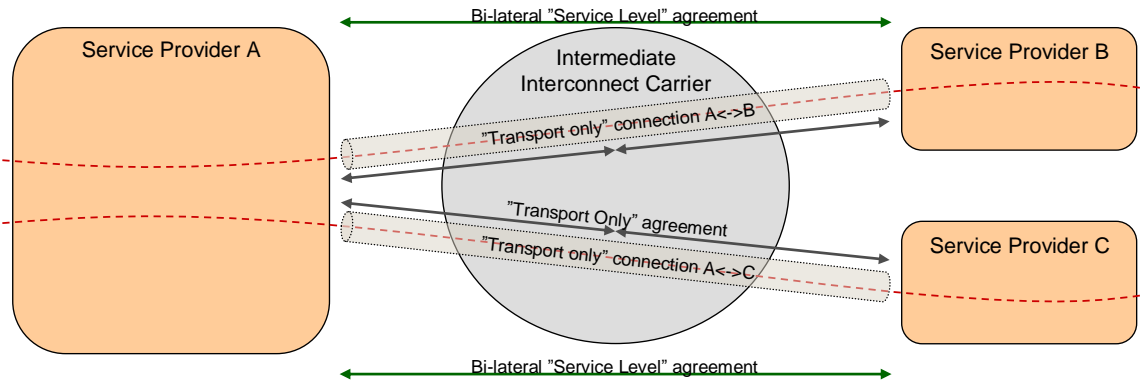 Bi-lateral ”Service Level” agreement
Service Provider A
Intermediate
Interconnect Carrier
Service Provider B
”Transport only” connection A<->B
”Transport Only” agreement
”Transport only” connection A<->C
Service Provider C
Bi-lateral ”Service Level” agreement